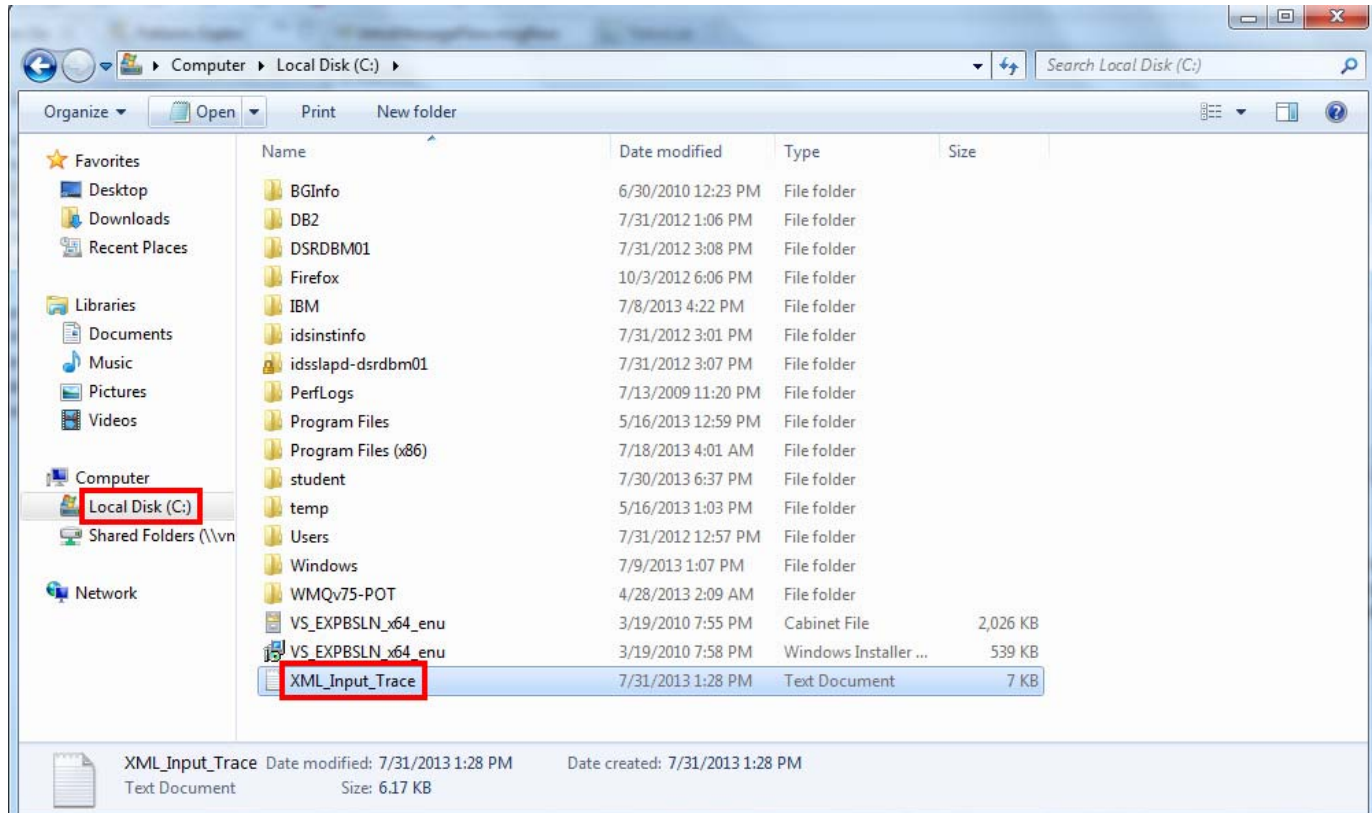 Computer ▸ Local Disk (C:) ▸
Search Local Disk (C:)
Organize Open Print New folder
Name Date modified Type Size
Favorites
Desktop
Downloads
Recent Places
Libraries
Documents
Music
Pictures
Videos
Computer
Local Disk (C:)
Shared Folders (\\vn
Network
BGInfo 6/30/2010 12:23 PM File folder
DB2 7/31/2012 1:06 PM File folder
DSRDBM01 7/31/2012 3:08 PM File folder
Firefox 10/3/2012 6:06 PM File folder
IBM 7/8/2013 4:22 PM File folder
idsinstinfo 7/31/2012 3:01 PM File folder
idsslapd-dsrdbm01 7/31/2012 3:07 PM File folder
PerfLogs 7/13/2009 11:20 PM File folder
Program Files 5/16/2013 12:59 PM File folder
Program Files (x86) 7/18/2013 4:01 AM File folder
student 7/30/2013 6:37 PM File folder
temp 5/16/2013 1:03 PM File folder
Users 7/31/2012 12:57 PM File folder
Windows 7/9/2013 1:07 PM File folder
WMQv75-POT 4/28/2013 2:09 AM File folder
VS_EXPBSLN_x64_enu 3/19/2010 7:55 PM Cabinet File 2,026 KB
VS_EXPBSLN_x64_enu 3/19/2010 7:58 PM Windows Installer ... 539 KB
XML_Input_Trace 7/31/2013 1:28 PM Text Document 7 KB
XML_Input_Trace Date modified: 7/31/2013 1:28 PM Date created: 7/31/2013 1:28 PM
Text Document Size: 6.17 KB